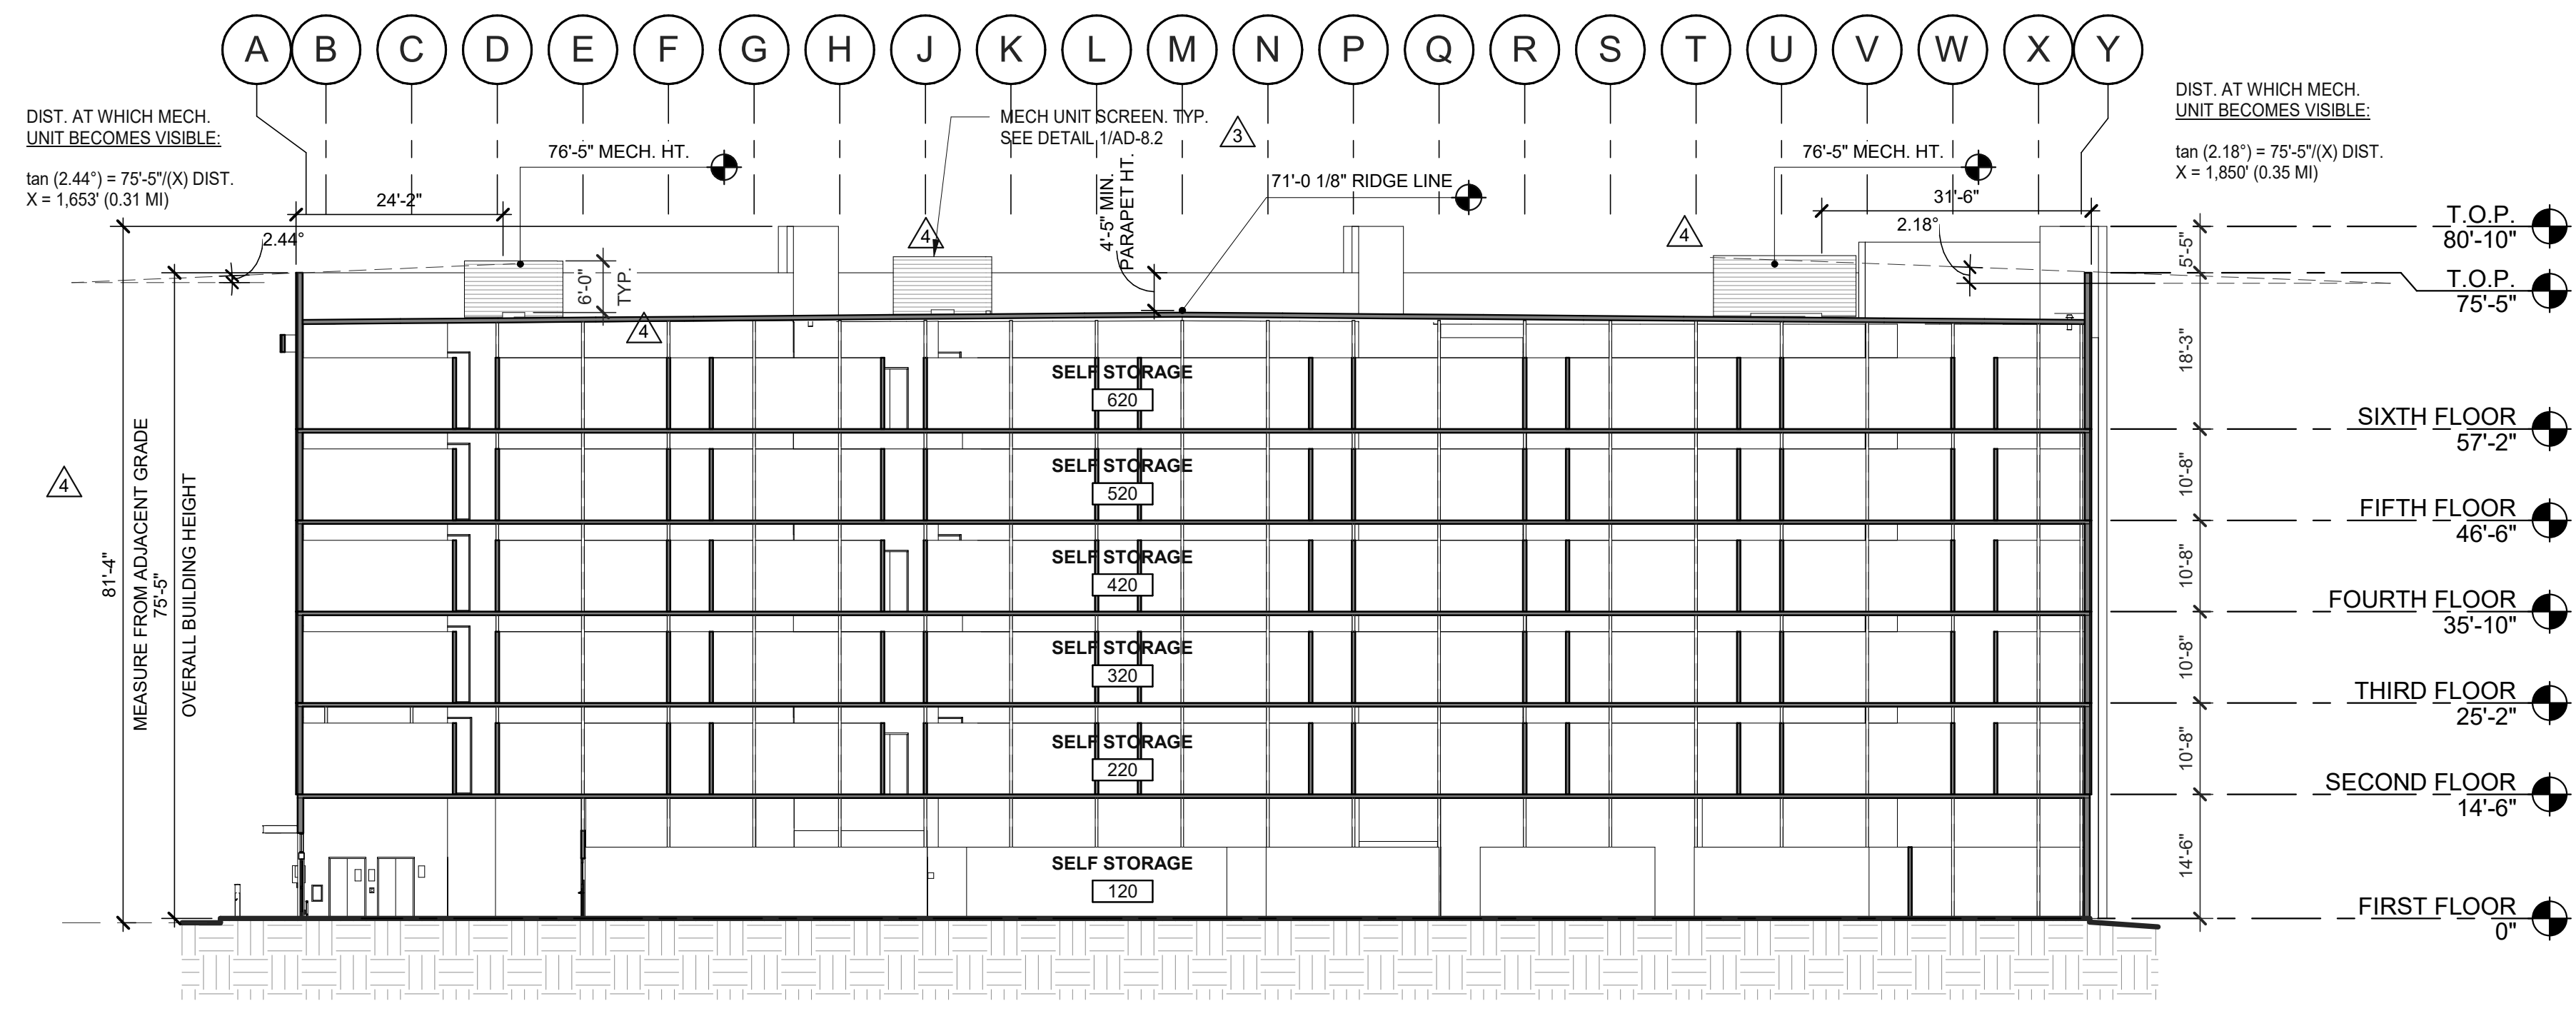 A B C D E F G H J K L M N P Q R S T U V W X Y
DIST. AT WHICH MECH.
UNIT BECOMES VISIBLE:
tan (2.44°) = 75'-5"/(X) DIST.
X = 1,653' (0.31 MI)
24'-2"
2.44°
76'-5" MECH. HT.
MECH UNIT SCREEN. TYP.
SEE DETAIL 1/AD-8.2
3
4'-5" MIN.
PARAPET HT.
71'-0 1/8" RIDGE LINE
76'-5" MECH. HT.
DIST. AT WHICH MECH.
UNIT BECOMES VISIBLE:
tan (2.18°) = 75'-5"/(X) DIST.
X = 1,850' (0.35 MI)
31'-6"
2.18°
4
4
6'-0"
TYP.
4
4
81'-4"
MEASURE FROM ADJACENT GRADE
75'-5"
OVERALL BUILDING HEIGHT
SELF STORAGE
620
SELF STORAGE
520
SELF STORAGE
420
SELF STORAGE
320
SELF STORAGE
220
SELF STORAGE
120
5'-5"
18'-3"
10'-8"
10'-8"
10'-8"
10'-8"
14'-6"
T.O.P.
80'-10"
T.O.P.
75'-5"
SIXTH FLOOR
57'-2"
FIFTH FLOOR
46'-6"
FOURTH FLOOR
35'-10"
THIRD FLOOR
25'-2"
SECOND FLOOR
14'-6"
FIRST FLOOR
0"